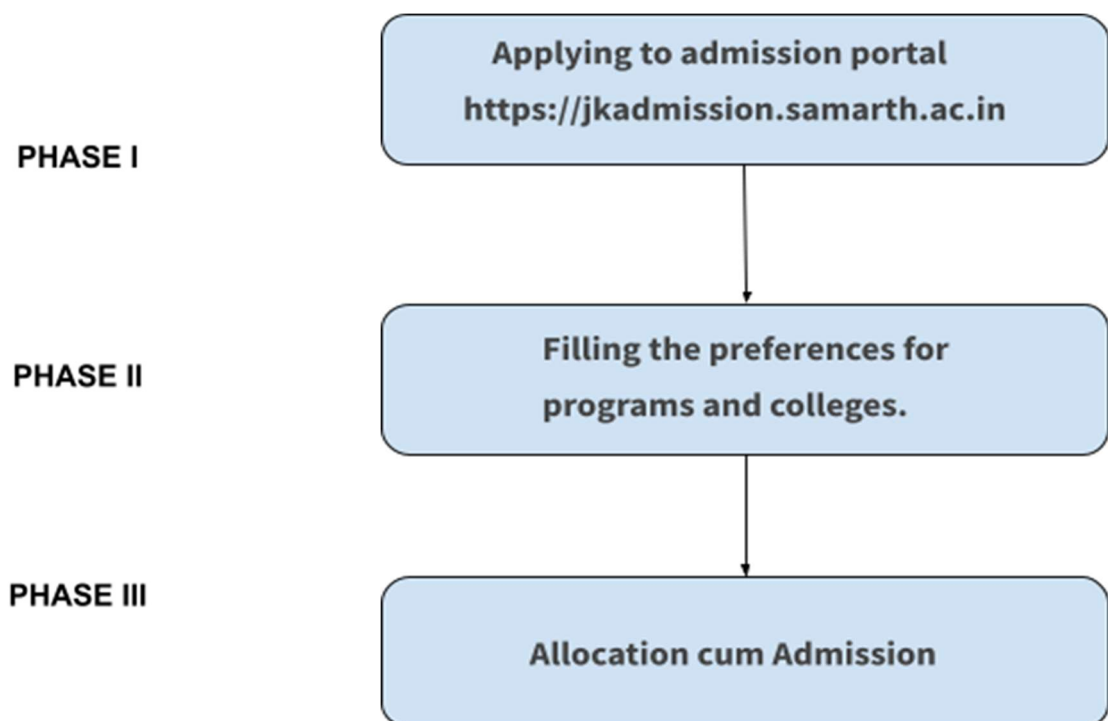 Applying to admission portal
https://jkadmission.samarth.ac.in
PHASE I
Filling the preferences for
programs and colleges.
PHASE II
PHASE III
Allocation cum Admission